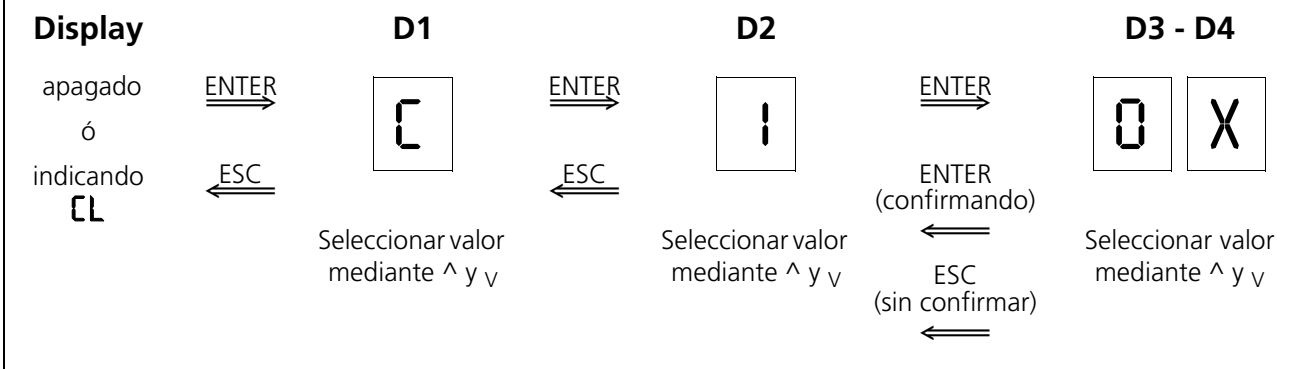 Display D1 D2 D3 - D4
apagado ENTER ENTER ENTER
C 1 0 X
ó
indicando ESC ESC ENTER
CL (confirmando)
Seleccionar valor Seleccionar valor Seleccionar valor
mediante ^ y v mediante ^ y v mediante ^ y v
ESC
(sin confirmar)